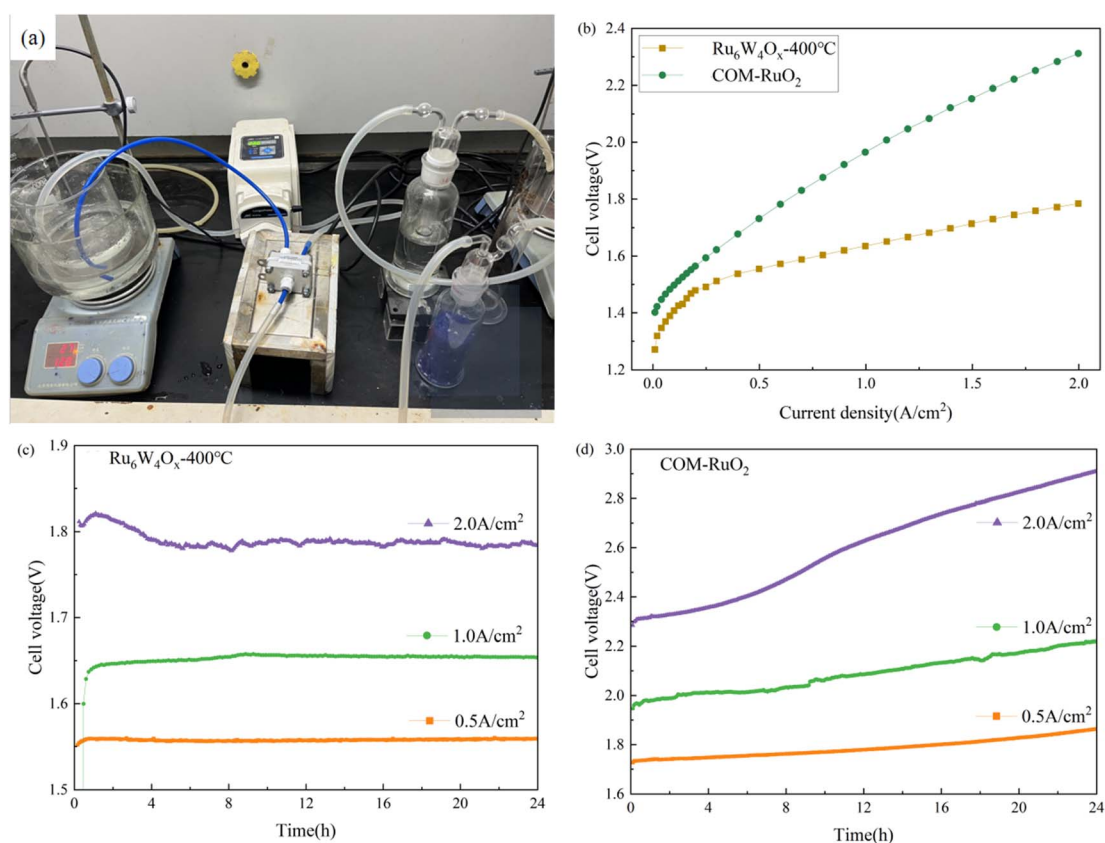 (a)
(b)
Ru₆W₄Oₓ-400℃
COM-RuO₂
Cell voltage(V)
2.4
2.2
2.0
1.8
1.6
1.4
1.2
0.0 0.5 1.0 1.5 2.0
Current density(A/cm²)
(c)
Ru₆W₄Oₓ-400℃
Cell voltage(V)
1.9
1.8
1.7
1.6
1.5
2.0A/cm²
1.0A/cm²
0.5A/cm²
0 4 8 12 16 20 24
Time(h)
(d)
COM-RuO₂
Cell voltage(V)
3.0
2.8
2.6
2.4
2.2
2.0
1.8
1.6
2.0A/cm²
1.0A/cm²
0.5A/cm²
0 4 8 12 16 20 24
Time(h)